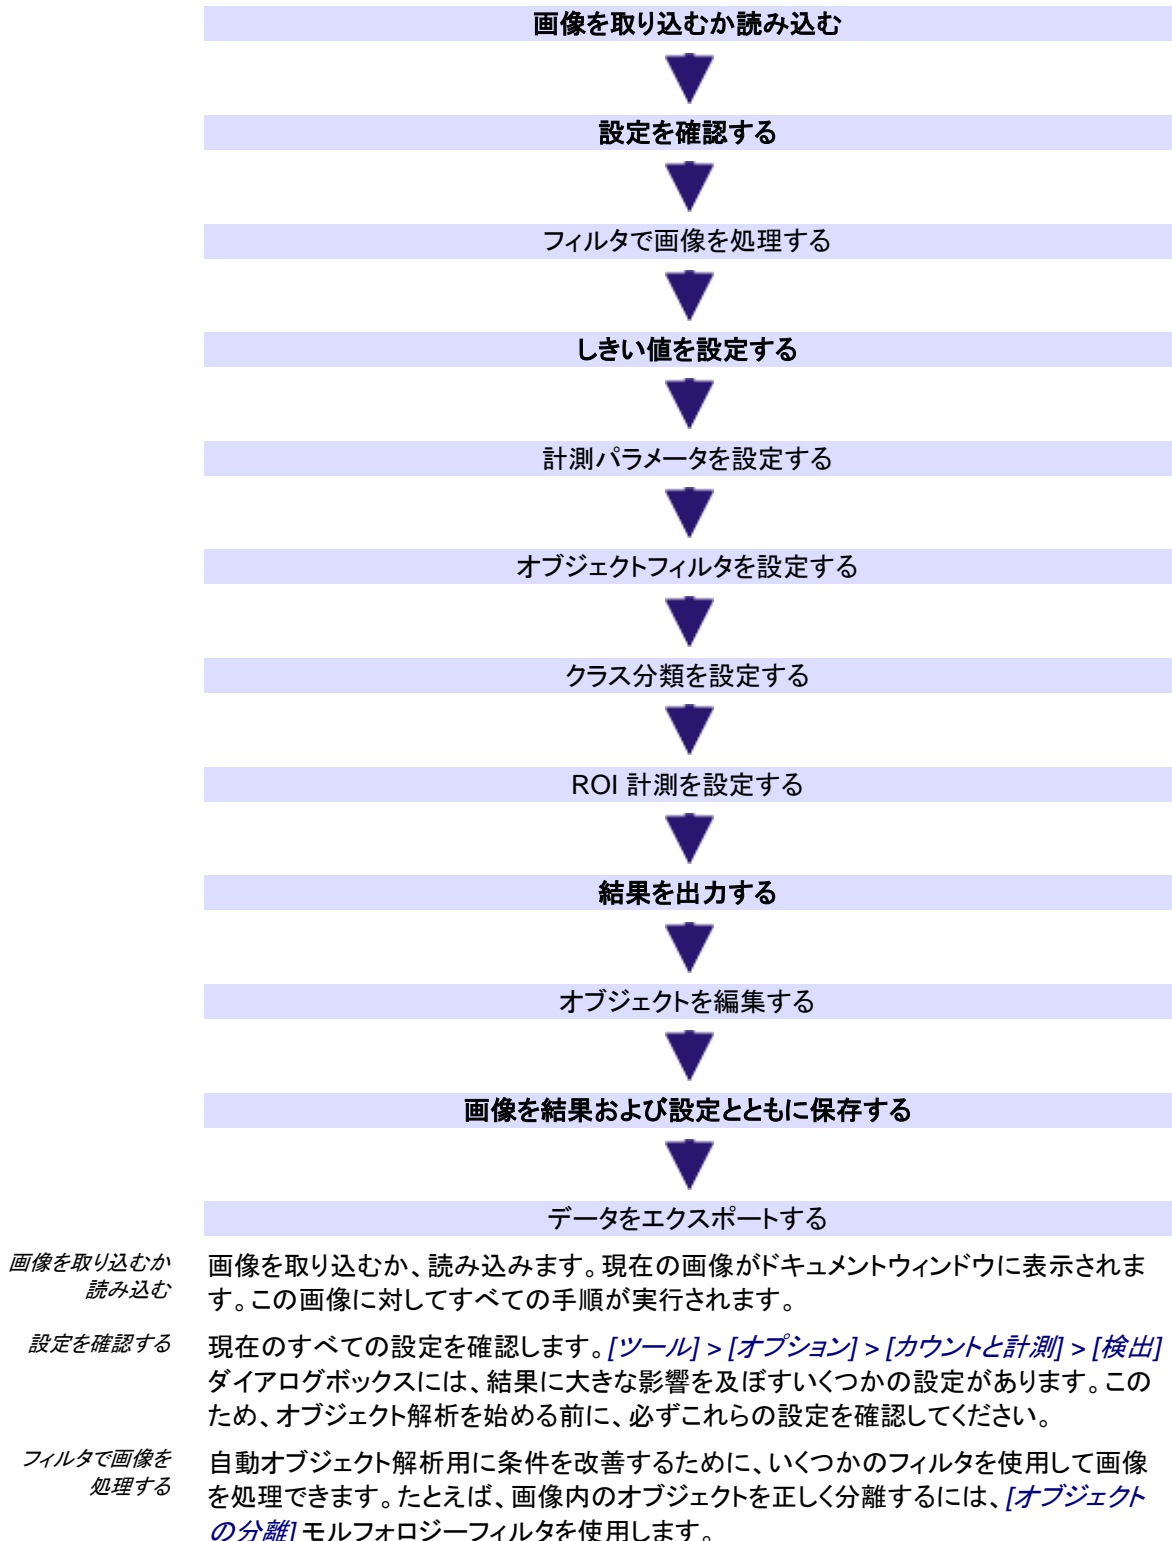 画像を取り込むか読み込む
設定を確認する
フィルタで画像を処理する
しきい値を設定する
計測パラメータを設定する
オブジェクトフィルタを設定する
クラス分類を設定する
ROI 計測を設定する
結果を出力する
オブジェクトを編集する
画像を結果および設定とともに保存する
データをエクスポートする
画像を取り込むか
読み込む
画像を取り込むか、読み込みます。現在の画像がドキュメントウィンドウに表示されま
す。この画像に対してすべての手順が実行されます。
設定を確認する
現在のすべての設定を確認します。[ツール] > [オプション] > [カウントと計測] > [検出]
ダイアログボックスには、結果に大きな影響を及ぼすいくつかの設定があります。この
ため、オブジェクト解析を始める前に、必ずこれらの設定を確認してください。
フィルタで画像を
処理する
自動オブジェクト解析用に条件を改善するために、いくつかのフィルタを使用して画像
を処理できます。たとえば、画像内のオブジェクトを正しく分離するには、[オブジェクト
の分離] モルフォロジーフィルタを使用します。